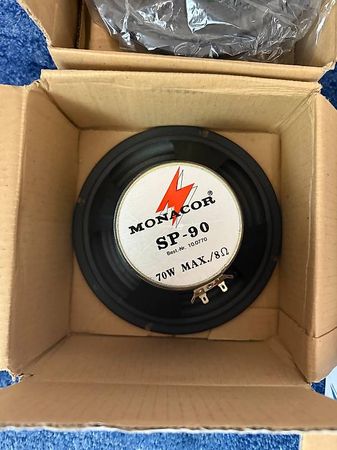 MONACOR®
SP-90
Best.-Nr. 10.0770
70W MAX./8Ω